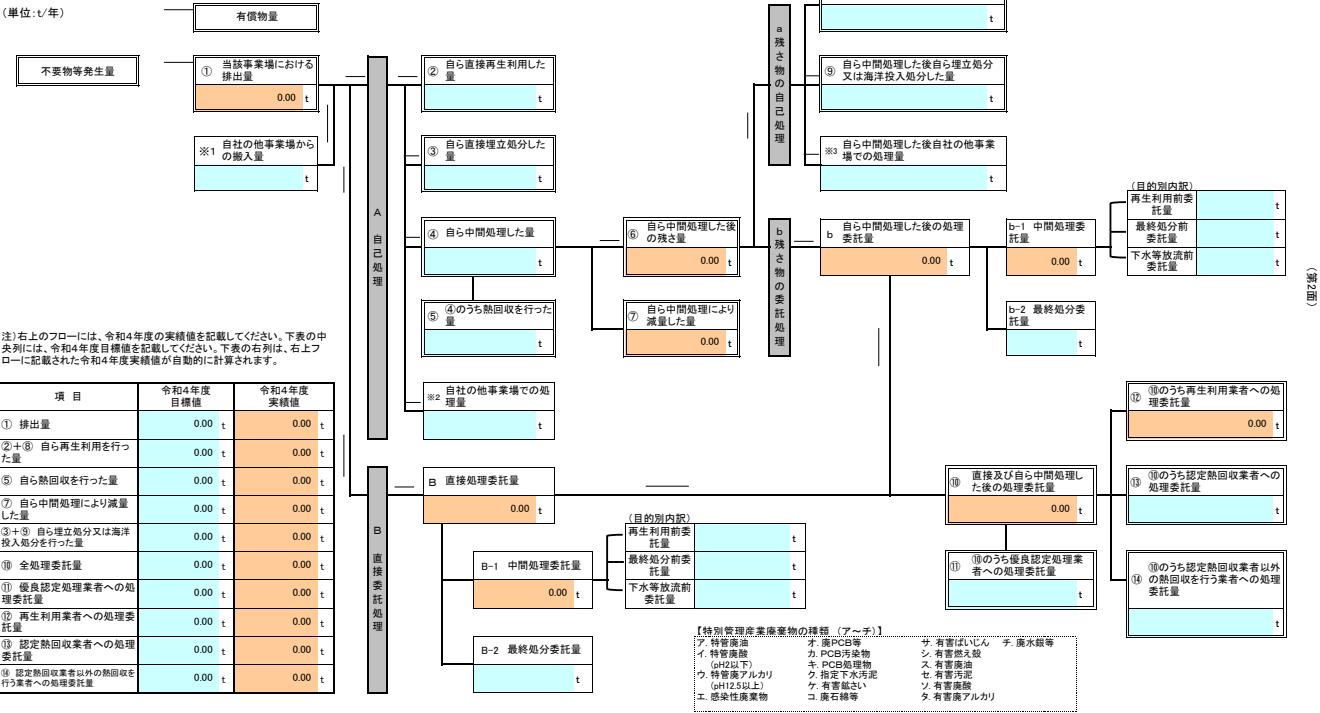 (単位:t/年)
有償物量
不要物等発生量
① 当該事業場における
排出量
0.00 t
※1 自社の他事業場から
の搬入量
t
A 自己処理
② 自ら直接再生利用した
量
t
③ 自ら直接埋立処分した
量
t
④ 自ら中間処理した量
t
⑤ ④のうち熱回収を行った
量
t
※2 自社の他事業場での処
理量
t
⑥ 自ら中間処理した後
の残さ量
0.00 t
⑦ 自ら中間処理により
減量した量
0.00 t
a 残さ物の自己処理
t
⑨ 自ら中間処理した後自ら埋立処分
又は海洋投入処分した量
t
※3 自ら中間処理した後自社の他事業
場での処理量
t
b 残さ物の委託処理
b 自ら中間処理した後の処理
委託量
0.00 t
b-1 中間処理委
託量
0.00 t
(目的別内訳)
再生利用前委
託量
t
最終処分前
委託量
t
下水等放流前
委託量
t
b-2 最終処分委
託量
t
(第2面)
注)右上のフローには、令和4年度の実績値を記載してください。下表の中
央列には、令和4年度目標値を記載してください。下表の右列は、右上フ
ローに記載された令和4年度実績値が自動的に計算されます。
項 目 令和4年度
目標値 令和4年度
実績値
① 排出量 0.00 t 0.00 t
②+⑧ 自ら再生利用を行っ
た量 0.00 t 0.00 t
⑤ 自ら熱回収を行った量 0.00 t 0.00 t
⑦ 自ら中間処理により減量
した量 0.00 t 0.00 t
③+⑨ 自ら埋立処分又は海洋
投入処分を行った量 0.00 t 0.00 t
⑩ 全処理委託量 0.00 t 0.00 t
⑪ 優良認定処理業者への処
理委託量 0.00 t 0.00 t
⑫ 再生利用業者への処理委
託量 0.00 t 0.00 t
⑬ 認定熱回収業者への処理
委託量 0.00 t 0.00 t
⑭ 認定熱回収業者以外の熱回収を
行う業者への処理委託量 0.00 t 0.00 t
B 直接委託処理
B 直接処理委託量
0.00 t
B-1 中間処理委託量
0.00 t
(目的別内訳)
再生利用前委
託量
t
最終処分前委
託量
t
下水等放流前
委託量
t
B-2 最終処分委託量
t
⑩ 直接及び自ら中間処理し
た後の処理委託量
0.00 t
⑪ ⑩のうち優良認定処理業
者への処理委託量
t
⑫ ⑩のうち再生利用業者への処
理委託量
0.00 t
⑬ ⑩のうち認定熱回収業者への
処理委託量
t
⑭ ⑩のうち認定熱回収業者以外
の熱回収を行う業者への処理
委託量
t
【特別管理産業廃棄物の種類 (ア~チ)】
ア. 特管廃油 オ. 廃PCB等 サ. 有害ばいじん チ. 廃水銀等
イ. 特管廃酸 カ. PCB汚染物 シ. 有害燃え殻
(pH2以下) キ. PCB処理物 ス. 有害廃油
ウ. 特管廃アルカリ ク. 指定下水汚泥 セ. 有害汚泥
(pH12.5以上) ケ. 有害鉱さい ソ. 有害廃酸
エ. 感染性廃棄物 コ. 廃石綿等 タ. 有害廃アルカリ